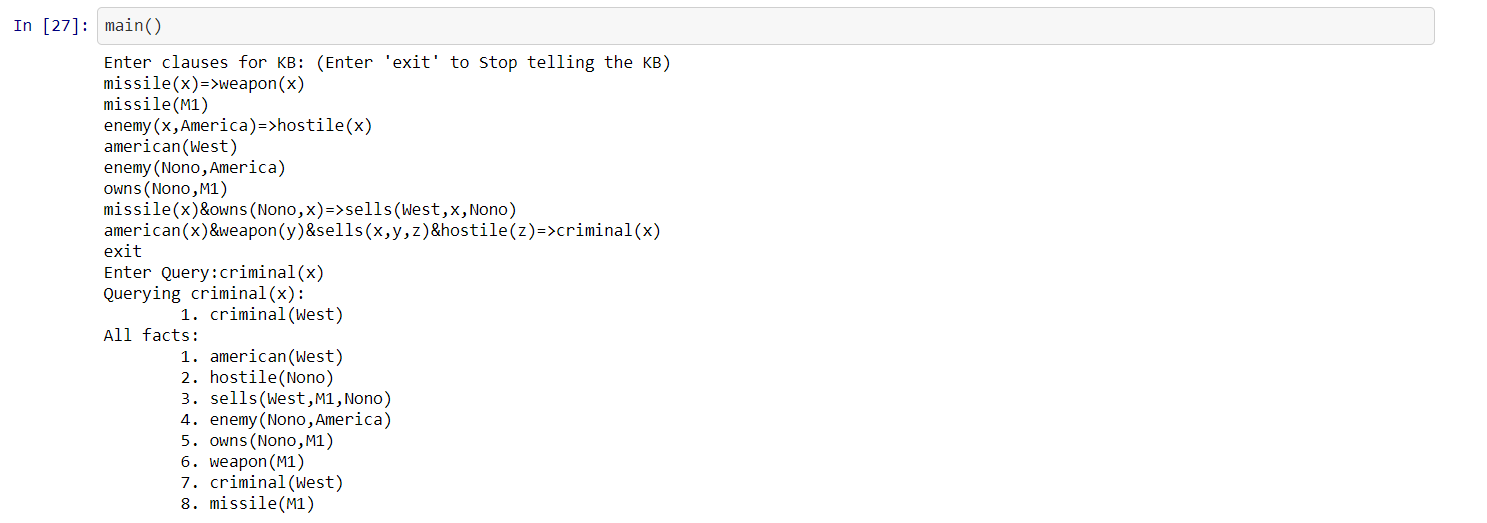 In [27]: main()
Enter clauses for KB: (Enter 'exit' to Stop telling the KB)
missile(x)=>weapon(x)
missile(M1)
enemy(x,America)=>hostile(x)
american(West)
enemy(Nono,America)
owns(Nono,M1)
missile(x)&owns(Nono,x)=>sells(West,x,Nono)
american(x)&weapon(y)&sells(x,y,z)&hostile(z)=>criminal(x)
exit
Enter Query:criminal(x)
Querying criminal(x):
1. criminal(West)
All facts:
1. american(West)
2. hostile(Nono)
3. sells(West,M1,Nono)
4. enemy(Nono,America)
5. owns(Nono,M1)
6. weapon(M1)
7. criminal(West)
8. missile(M1)